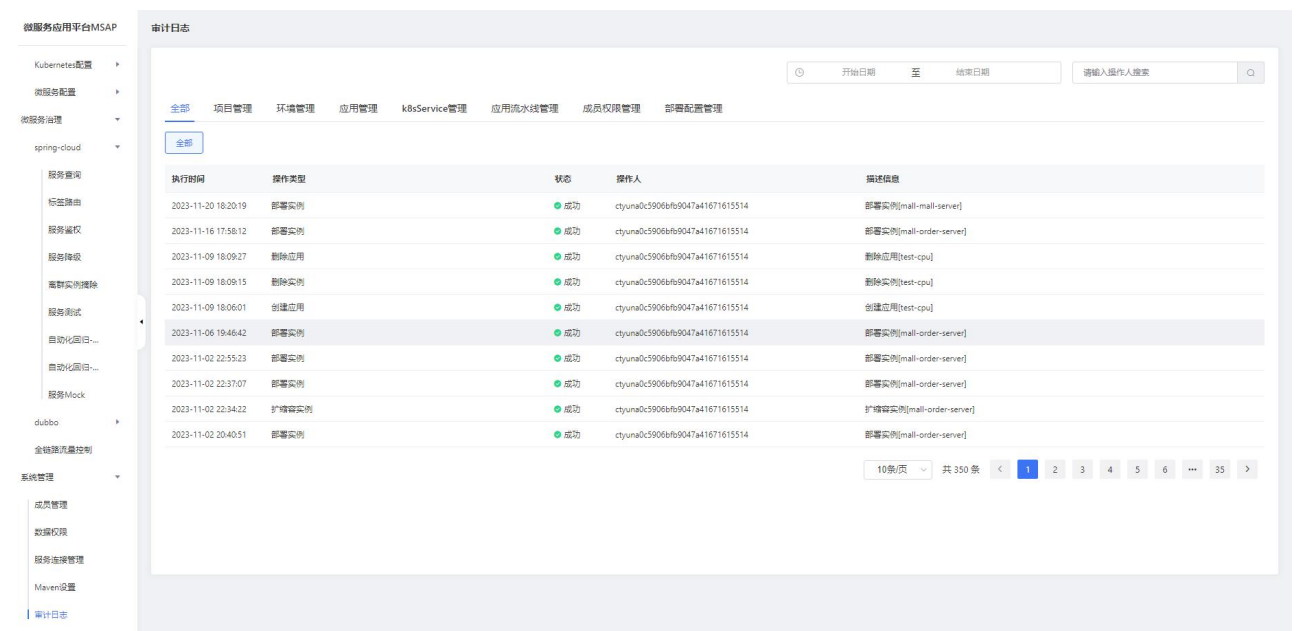 微服务应用平台MSAP
Kubernetes配置
微服务配置
微服务治理
spring-cloud
服务查询
标签路由
服务鉴权
服务降级
离群实例摘除
服务测试
自动化回归-...
自动化回归-...
服务Mock
dubbo
全链路流量控制
系统管理
成员管理
数据权限
服务连接管理
Maven设置
审计日志
审计日志
开始日期 至 结束日期 请输入操作人搜索
全部 项目管理 环境管理 应用管理 k8sService管理 应用流水线管理 成员权限管理 部署配置管理
全部
执行时间 操作类型 状态 操作人 描述信息
2023-11-20 18:20:19 部署实例 成功 ctyuna0c5906bfb9047a41671615514 部署实例[mall-mall-server]
2023-11-16 17:58:12 部署实例 成功 ctyuna0c5906bfb9047a41671615514 部署实例[mall-order-server]
2023-11-09 18:09:27 删除应用 成功 ctyuna0c5906bfb9047a41671615514 删除应用[test-cpu]
2023-11-09 18:09:15 删除实例 成功 ctyuna0c5906bfb9047a41671615514 删除实例[test-cpu]
2023-11-09 18:06:01 创建应用 成功 ctyuna0c5906bfb9047a41671615514 创建应用[test-cpu]
2023-11-06 19:46:42 部署实例 成功 ctyuna0c5906bfb9047a41671615514 部署实例[mall-order-server]
2023-11-02 22:55:23 部署实例 成功 ctyuna0c5906bfb9047a41671615514 部署实例[mall-order-server]
2023-11-02 22:37:07 部署实例 成功 ctyuna0c5906bfb9047a41671615514 部署实例[mall-order-server]
2023-11-02 22:34:22 扩缩容实例 成功 ctyuna0c5906bfb9047a41671615514 扩缩容实例[mall-order-server]
2023-11-02 20:40:51 部署实例 成功 ctyuna0c5906bfb9047a41671615514 部署实例[mall-order-server]
10条/页 共 350 条 < 1 2 3 4 5 6 ··· 35 >